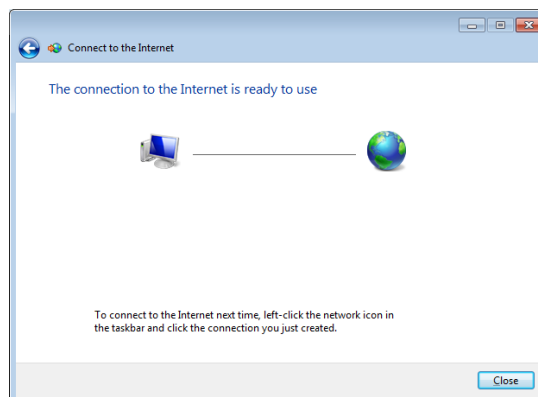 Connect to the Internet
The connection to the Internet is ready to use
To connect to the Internet next time, left-click the network icon in
the taskbar and click the connection you just created.
Close